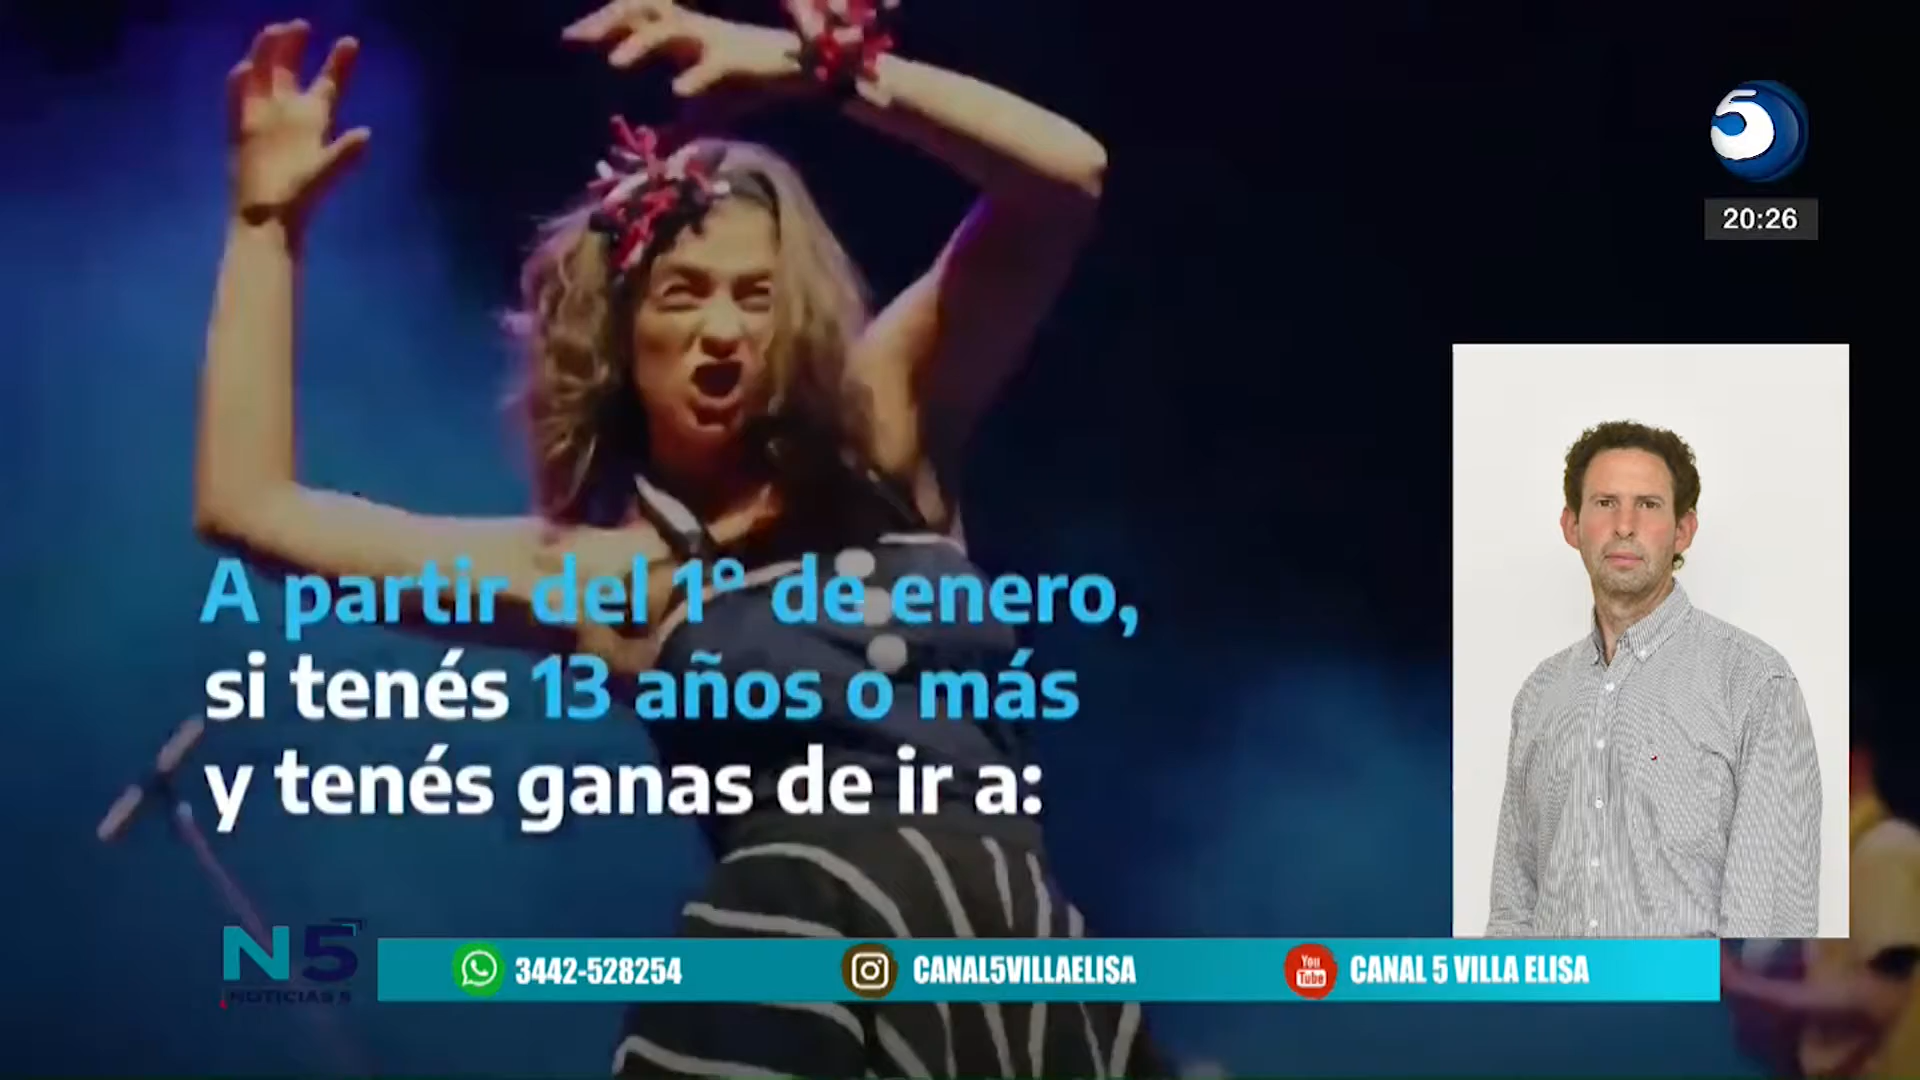 5
20:26
A partir del 1° de enero,
si tenés 13 años o más
y tenés ganas de ir a:
N5
NOTICIAS 5
3442-528254
CANAL5VILLAELISA
You Tube
CANAL 5 VILLA ELISA